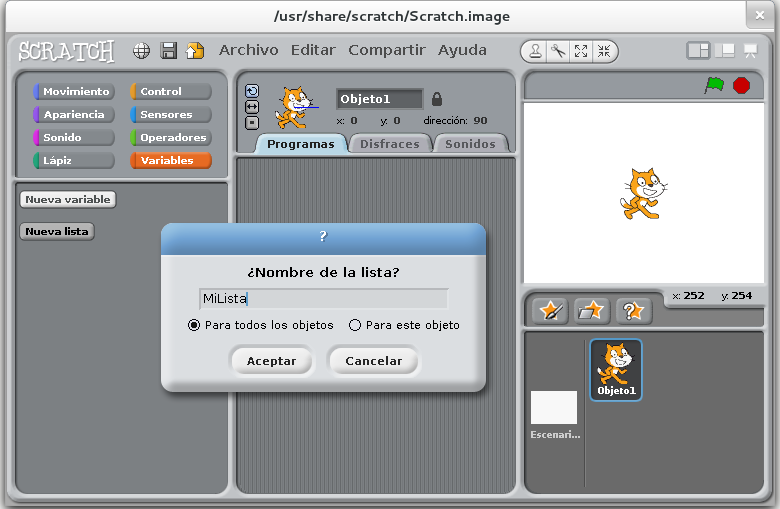 /usr/share/scratch/Scratch.image
SCRATCH Archivo Editar Compartir Ayuda
Movimiento Control
Apariencia Sensores
Sonido Operadores
Lápiz Variables
Nueva variable
Nueva lista
Objeto1
x: 0 y: 0 dirección: 90
Programas Disfraces Sonidos
?
¿Nombre de la lista?
MiLista
Para todos los objetos Para este objeto
Aceptar Cancelar
x: 252 y: 254
Objeto1
Escenari...